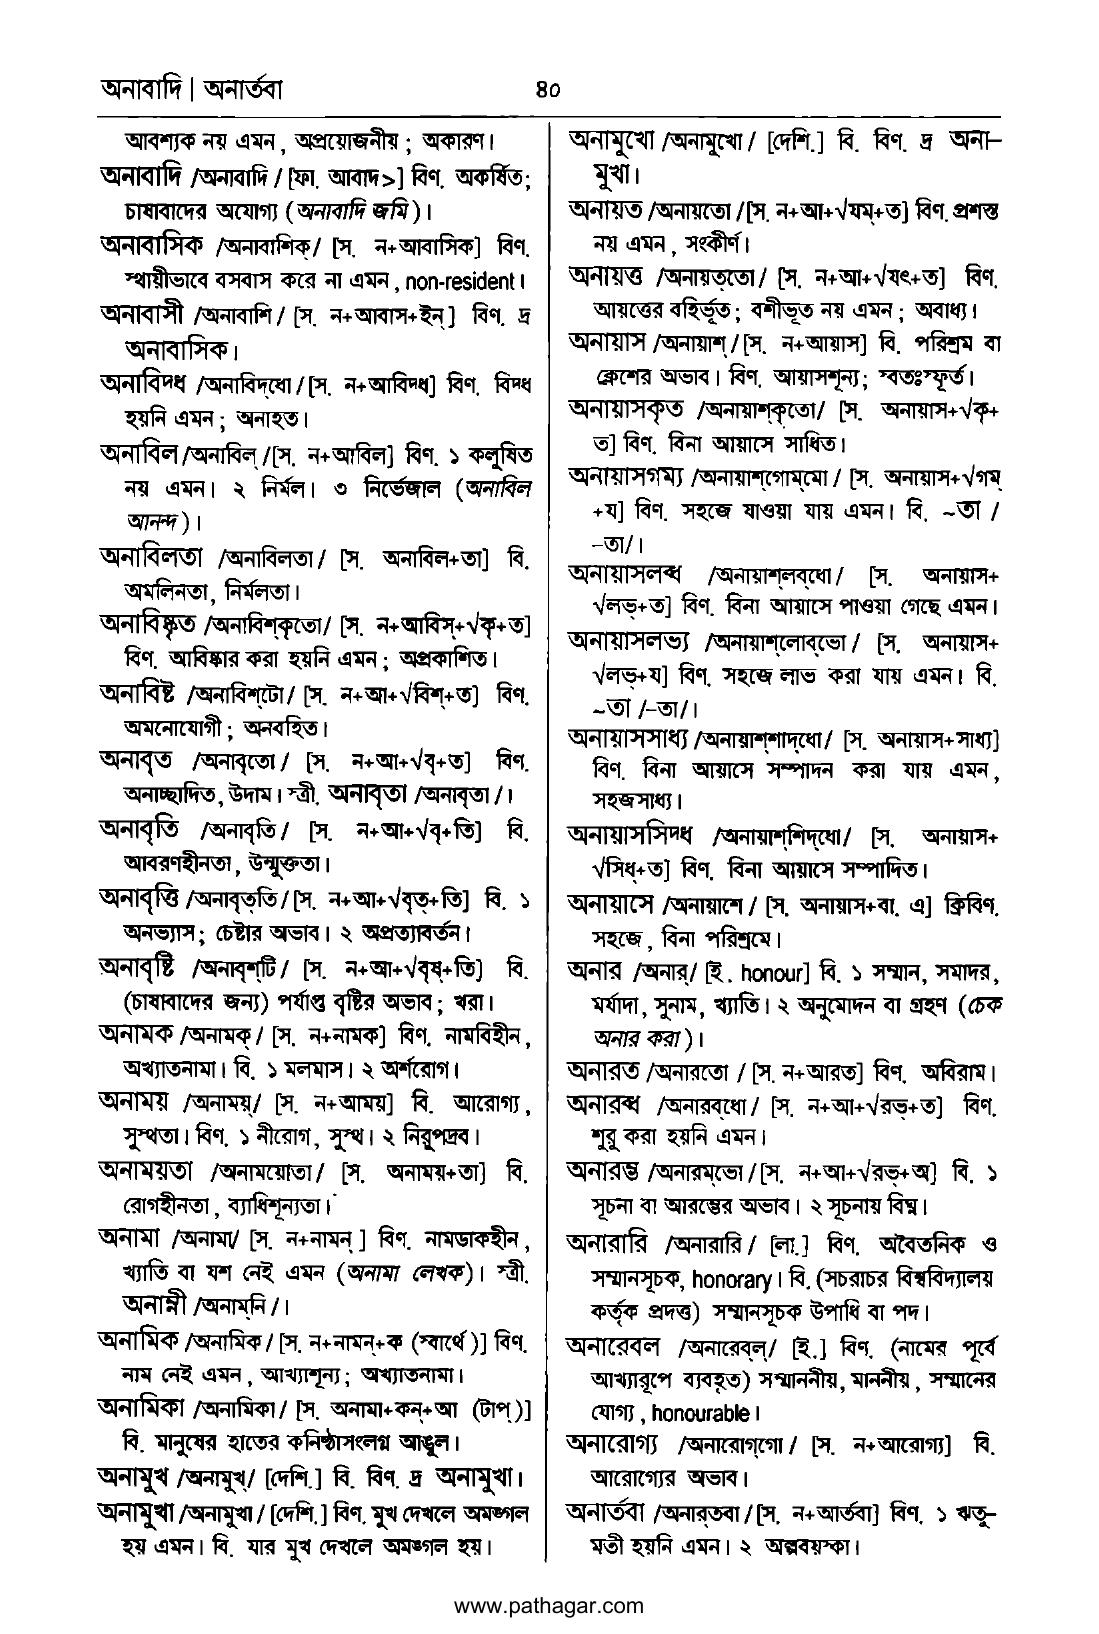 অনাবাদি | অনার্তবা
৪০
আবশ্যক নয় এমন, অপ্রয়োজনীয়; অকারণ।
অনাবাদি /অনাবাদি/ [ফা. আবাদ>] বিণ. অকর্ষিত;
চাষাবাদের অযোগ্য (অনাবাদি জমি)।
অনাবাসিক /অনাবাশিক্/ [স. ন+আবাসিক] বিণ.
স্থায়ীভাবে বসবাস করে না এমন, non-resident।
অনাবাসী /অনাবাশি/ [স. ন+আবাস+ইন্] বিণ. দ্র
অনাবাসিক।
অনাবিদ্ধ /অনাবিদ্‌ধো/ [স. ন+আবিদ্ধ] বিণ. বিদ্ধ
হয়নি এমন; অনাহত।
অনাবিল /অনাবিল্/ [স. ন+আবিল] বিণ. ১ কলুষিত
নয় এমন। ২ নির্মল। ৩ নির্ভেজাল (অনাবিল
আনন্দ)।
অনাবিলতা /অনাবিলতা/ [স. অনাবিল+তা] বি.
অমলিনতা, নির্মলতা।
অনাবিষ্কৃত /অনাবিশ্‌কৃতো/ [স. ন+আবিস্+√কৃ+ত]
বিণ. আবিষ্কার করা হয়নি এমন; অপ্রকাশিত।
অনাবিষ্ট /অনাবিশ্‌টো/ [স. ন+আ+√বিশ্+ত] বিণ.
অমনোযোগী; অনবহিত।
অনাবৃত /অনাবৃতো/ [স. ন+আ+√বৃ+ত] বিণ.
অনাচ্ছাদিত, উদাম। স্ত্রী. অনাবৃতা /অনাবৃতা/।
অনাবৃতি /অনাবৃতি/ [স. ন+আ+√বৃ+তি] বি.
আবরণহীনতা, উন্মুক্ততা।
অনাবৃত্তি /অনাবৃত্‌তি/ [স. ন+আ+√বৃত্+তি] বি. ১
অনভ্যাস; চেষ্টার অভাব। ২ অপ্রত্যাবর্তন।
অনাবৃষ্টি /অনাবৃশ্‌টি/ [স. ন+আ+√বৃষ্+তি] বি.
(চাষাবাদের জন্য) পর্যাপ্ত বৃষ্টির অভাব; খরা।
অনামক /অনামক্/ [স. ন+নামক] বিণ. নামবিহীন,
অখ্যাতনামা। বি. ১ মলমাস। ২ অর্শরোগ।
অনাময় /অনাময়্/ [স. ন+আময়] বি. আরোগ্য,
সুস্থতা। বিণ. ১ নীরোগ, সুস্থ। ২ নিরুপদ্রব।
অনাময়তা /অনাময়োতা/ [স. অনাময়+তা] বি.
রোগহীনতা, ব্যাধিশূন্যতা।
অনামা /অনামা/ [স. ন+নামন্] বিণ. নামডাকহীন,
খ্যাতি বা যশ নেই এমন (অনামা লেখক)। স্ত্রী.
অনাম্নী /অনাম্‌নি/।
অনামিক /অনামিক/ [স. ন+নামন্+ক (স্বার্থে)] বিণ.
নাম নেই এমন, আখ্যাশূন্য; অখ্যাতনামা।
অনামিকা /অনামিকা/ [স. অনামা+কন্+আ (টাপ্)]
বি. মানুষের হাতের কনিষ্ঠাসংলগ্ন আঙুল।
অনামুখ /অনামুখ্/ [দেশি.] বি. বিণ. দ্র অনামুখা।
অনামুখা /অনামুখা/ [দেশি.] বিণ. মুখ দেখলে অমঙ্গল
হয় এমন। বি. যার মুখ দেখলে অমঙ্গল হয়।
অনামুখো /অনামুখো/ [দেশি.] বি. বিণ. দ্র অনা–
মুখা।
অনায়ত /অনায়তো/ [স. ন+আ+√যম্+ত] বিণ. প্রশস্ত
নয় এমন, সংকীর্ণ।
অনায়ত্ত /অনায়ত্‌তো/ [স. ন+আ+√যৎ+ত] বিণ.
আয়ত্তের বহির্ভূত; বশীভূত নয় এমন; অবাধ্য।
অনায়াস /অনায়াশ্/ [স. ন+আয়াস] বি. পরিশ্রম বা
ক্লেশের অভাব। বিণ. আয়াসশূন্য; স্বতঃস্ফূর্ত।
অনায়াসকৃত /অনায়াশ্‌কৃতো/ [স. অনায়াস+√কৃ+
ত] বিণ. বিনা আয়াসে সাধিত।
অনায়াসগম্য /অনায়াশ্‌গোম্‌মো/ [স. অনায়াস+√গম্
+য] বিণ. সহজে যাওয়া যায় এমন। বি. ~তা /
–তা/।
অনায়াসলব্ধ /অনায়াশ্‌লব্‌ধো/ [স. অনায়াস+
√লভ্+ত] বিণ. বিনা আয়াসে পাওয়া গেছে এমন।
অনায়াসলভ্য /অনায়াশ্‌লোব্‌ভো/ [স. অনায়াস+
√লভ্+য] বিণ. সহজে লাভ করা যায় এমন। বি.
~তা /–তা/।
অনায়াসসাধ্য /অনায়াশ্‌শাদ্‌ধো/ [স. অনায়াস+সাধ্য]
বিণ. বিনা আয়াসে সম্পাদন করা যায় এমন,
সহজসাধ্য।
অনায়াসসিদ্ধ /অনায়াশ্‌শিদ্‌ধো/ [স. অনায়াস+
√সিধ্+ত] বিণ. বিনা আয়াসে সম্পাদিত।
অনায়াসে /অনায়াশে/ [স. অনায়াস+বা. এ] ক্রিবিণ.
সহজে, বিনা পরিশ্রমে।
অনার /অনার্/ [ই. honour] বি. ১ সম্মান, সমাদর,
মর্যাদা, সুনাম, খ্যাতি। ২ অনুমোদন বা গ্রহণ (চেক
অনার করা)।
অনারত /অনারতো/ [স. ন+আরত] বিণ. অবিরাম।
অনারব্ধ /অনারব্‌ধো/ [স. ন+আ+√রভ্+ত] বিণ.
শুরু করা হয়নি এমন।
অনারম্ভ /অনারম্‌ভো/ [স. ন+আ+√রভ্+অ] বি. ১
সূচনা বা আরম্ভের অভাব। ২ সূচনায় বিঘ্ন।
অনারারি /অনারারি/ [লা.] বিণ. অবৈতনিক ও
সম্মানসূচক, honorary। বি. (সচরাচর বিশ্ববিদ্যালয়
কর্তৃক প্রদত্ত) সম্মানসূচক উপাধি বা পদ।
অনারেবল /অনারেব্‌ল্/ [ই.] বিণ. (নামের পূর্বে
আখ্যারূপে ব্যবহৃত) সম্মাননীয়, মাননীয়, সম্মানের
যোগ্য, honourable।
অনারোগ্য /অনারোগ্‌গো/ [স. ন+আরোগ্য] বি.
আরোগ্যের অভাব।
অনার্তবা /অনার্‌তবা/ [স. ন+আর্তবা] বিণ. ১ ঋতু–
মতী হয়নি এমন। ২ অল্পবয়স্কা।
www.pathagar.com